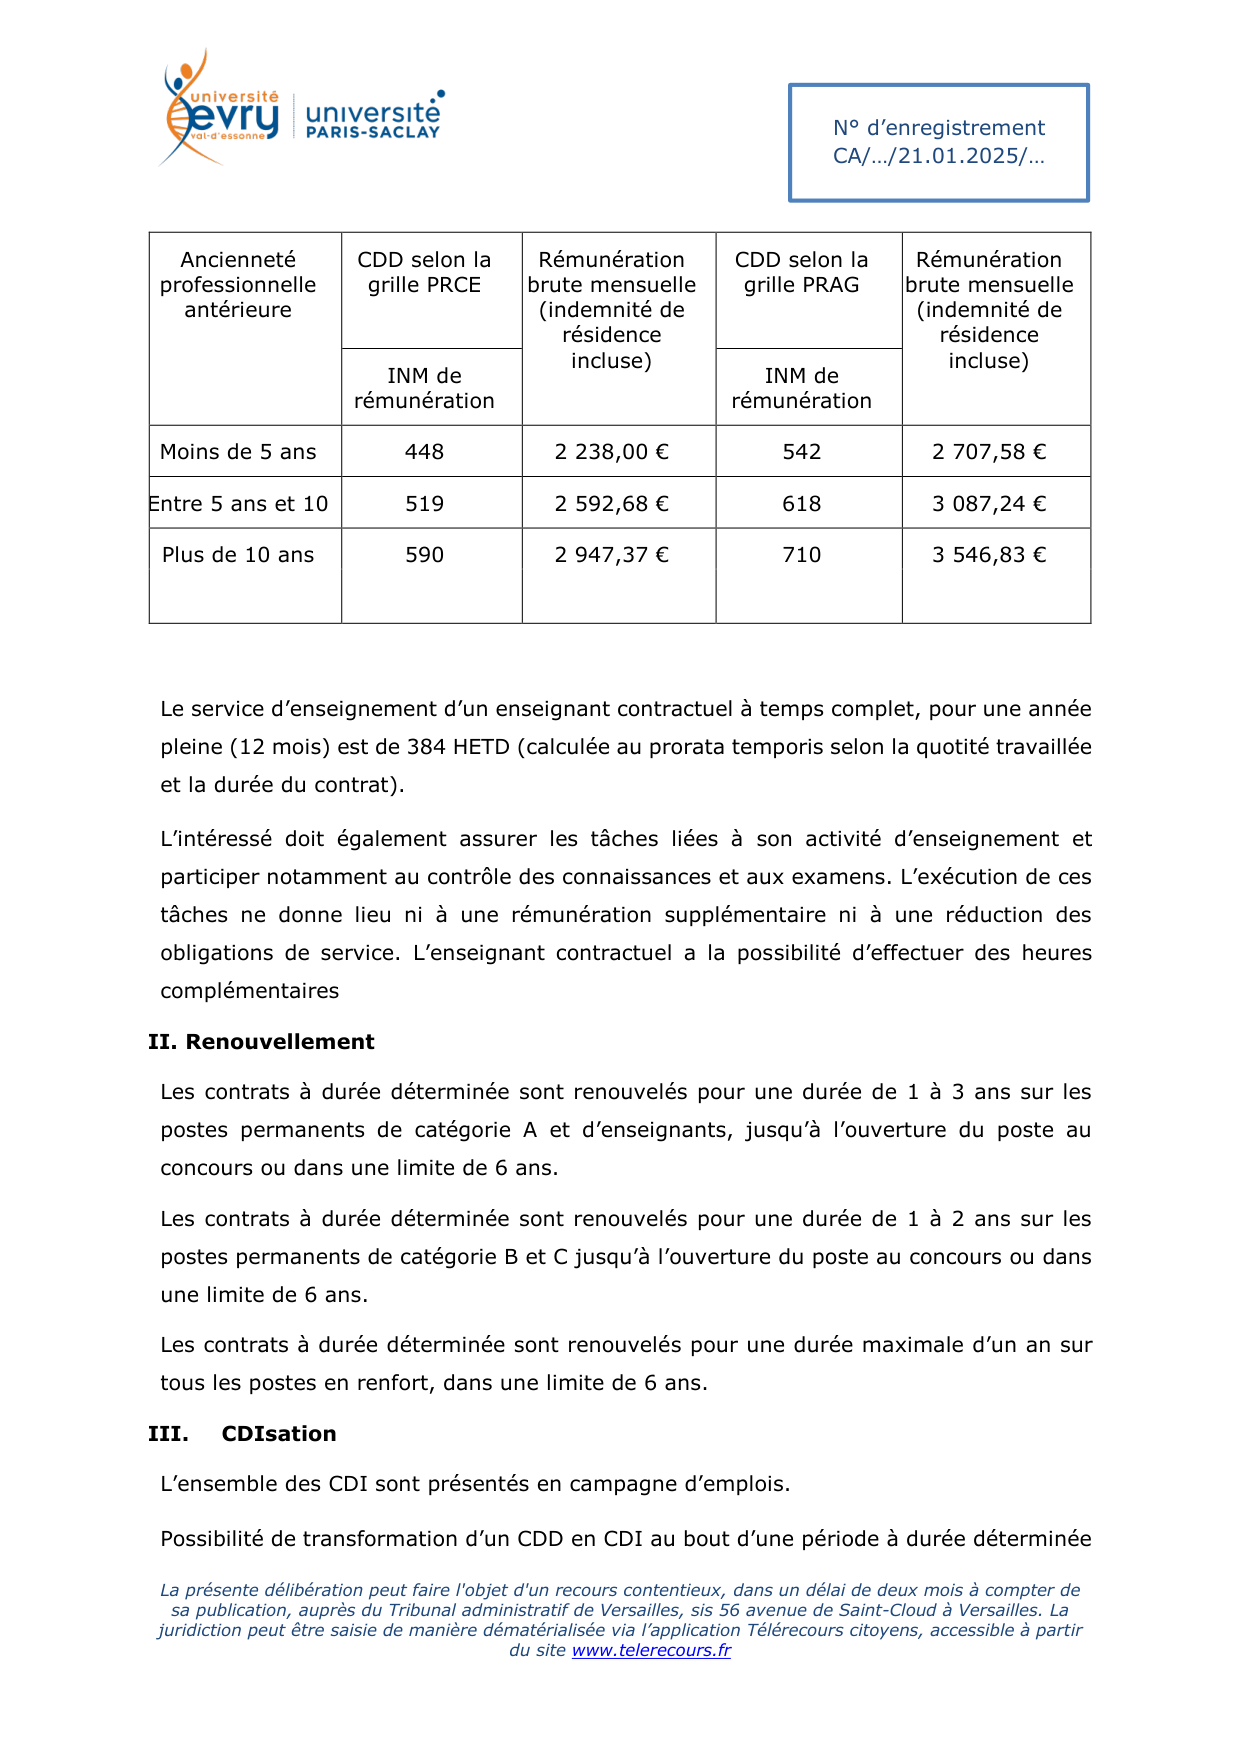 université
evry
val-d'essonne
université
PARIS-SACLAY
N° d’enregistrement
CA/…/21.01.2025/…
Ancienneté professionnelle antérieure
CDD selon la grille PRCE
Rémunération brute mensuelle (indemnité de résidence incluse)
CDD selon la grille PRAG
Rémunération brute mensuelle (indemnité de résidence incluse)
INM de rémunération
INM de rémunération
Moins de 5 ans 448 2 238,00 € 542 2 707,58 €
Entre 5 ans et 10 519 2 592,68 € 618 3 087,24 €
Plus de 10 ans 590 2 947,37 € 710 3 546,83 €
Le service d’enseignement d’un enseignant contractuel à temps complet, pour une année
pleine (12 mois) est de 384 HETD (calculée au prorata temporis selon la quotité travaillée
et la durée du contrat).
L’intéressé doit également assurer les tâches liées à son activité d’enseignement et
participer notamment au contrôle des connaissances et aux examens. L’exécution de ces
tâches ne donne lieu ni à une rémunération supplémentaire ni à une réduction des
obligations de service. L’enseignant contractuel a la possibilité d’effectuer des heures
complémentaires
II. Renouvellement
Les contrats à durée déterminée sont renouvelés pour une durée de 1 à 3 ans sur les
postes permanents de catégorie A et d’enseignants, jusqu’à l’ouverture du poste au
concours ou dans une limite de 6 ans.
Les contrats à durée déterminée sont renouvelés pour une durée de 1 à 2 ans sur les
postes permanents de catégorie B et C jusqu’à l’ouverture du poste au concours ou dans
une limite de 6 ans.
Les contrats à durée déterminée sont renouvelés pour une durée maximale d’un an sur
tous les postes en renfort, dans une limite de 6 ans.
III. CDIsation
L’ensemble des CDI sont présentés en campagne d’emplois.
Possibilité de transformation d’un CDD en CDI au bout d’une période à durée déterminée
La présente délibération peut faire l'objet d'un recours contentieux, dans un délai de deux mois à compter de
sa publication, auprès du Tribunal administratif de Versailles, sis 56 avenue de Saint-Cloud à Versailles. La
juridiction peut être saisie de manière dématérialisée via l’application Télérecours citoyens, accessible à partir
du site www.telerecours.fr